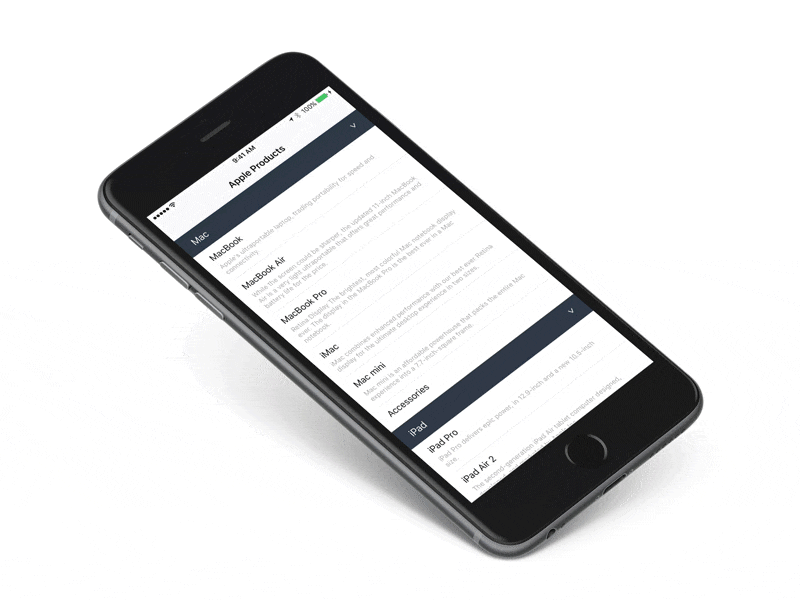 9:41 AM
100%
Apple Products
Mac
MacBook
Apple's ultraportable laptop, trading portability for speed and
connectivity.
MacBook Air
While the screen could be sharper, the updated 11-inch MacBook
Air is a very light ultraportable that offers great performance and
battery life for the price.
MacBook Pro
Retina Display The brightest, most colorful Mac notebook display
ever. The display in the MacBook Pro is the best ever in a Mac
notebook.
iMac
iMac combines enhanced performance with our best ever Retina
display for the ultimate desktop experience in two sizes.
Mac mini
Mac mini is an affordable powerhouse that packs the entire Mac
experience into a 7.7-inch-square frame.
Accessories
iPad
iPad Pro
iPad Pro delivers epic power, in 12.9-inch and a new 10.5-inch
size.
iPad Air 2
The second-generation iPad Air tablet computer designed,